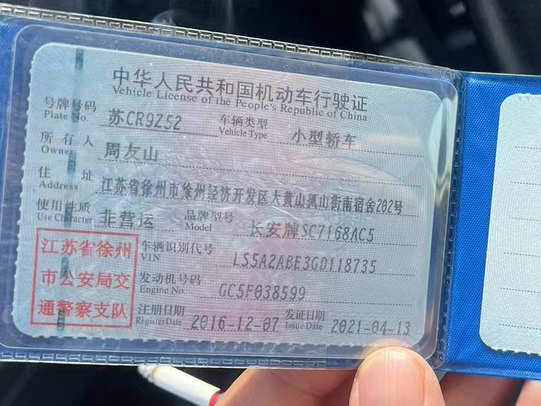 中华人民共和国机动车行驶证
Vehicle License of the People's Republic of China
号牌号码 苏CR9Z52 车辆类型 小型轿车
Plate No. Vehicle Type
所有人 周友山
Owner
住址 江苏省徐州市徐州经济开发区大黄山孤山街南宿舍202号
Address
使用性质 非营运 品牌型号 长安牌SC7168AC5
Use Character Model
江苏省徐州
市公安局交
通警察支队
车辆识别代号 LS5A2ABE3GD118735
VIN
发动机号码 GC5F038599
Engine No.
注册日期 2016-12-07 发证日期 2021-04-13
Register Date Issue Date